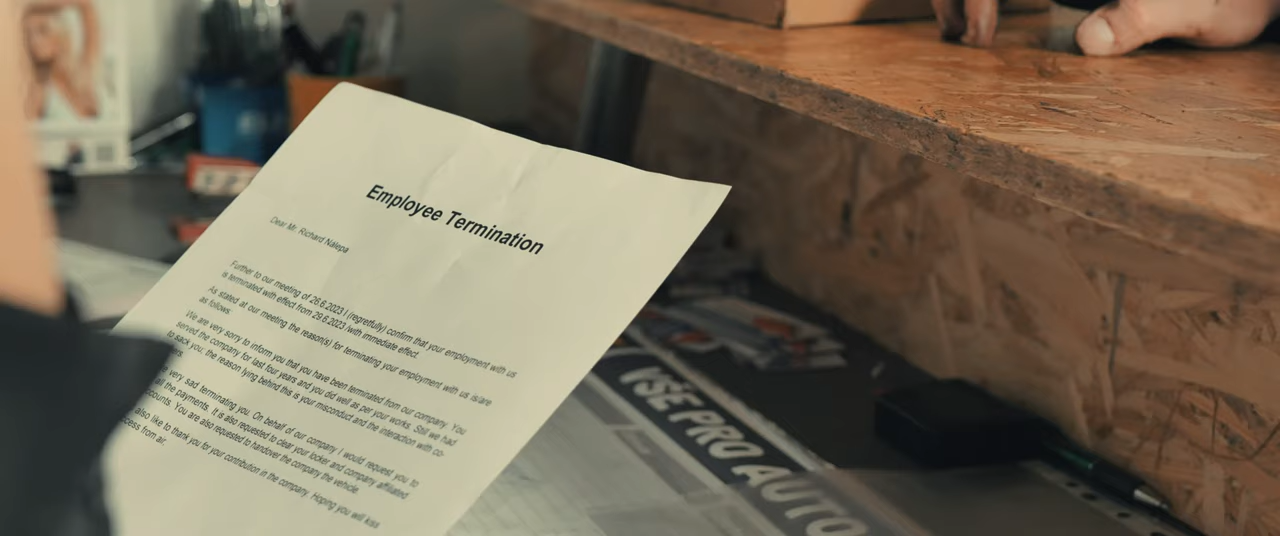 Employee Termination
Dear Mr. Richard Nalepa
Further to our meeting of 26.6.2023 I (regretfully) confirm that your employment with us
is terminated with effect from 29.6.2023 /with immediate effect.
As stated at our meeting the reason(s) for terminating your employment with us is/are
as follows:
We are very sorry to inform you that you have been terminated from our company. You
served the company for last four years and you did well as per your works. Still we had
to sack you, the reason lying behind this is your misconduct and the interaction with co-
very sad terminating you. On behalf of our company I would request you to
all the payments. It is also requested to clear your locker and company affiliated
accounts. You are also requested to handover the company the vehicle.
also like to thank you for your contribution in the company. Hoping you will kiss
from air.
VŠE PRO AUTO